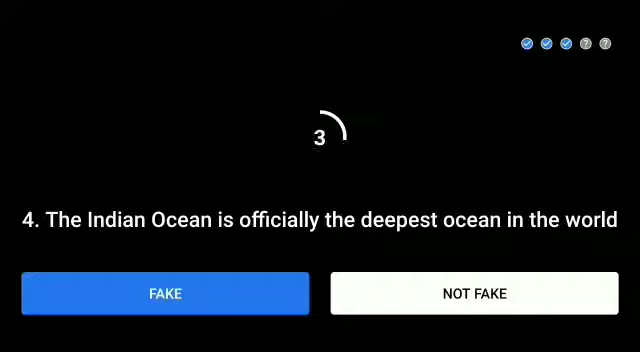 3
4. The Indian Ocean is officially the deepest ocean in the world
FAKE
NOT FAKE